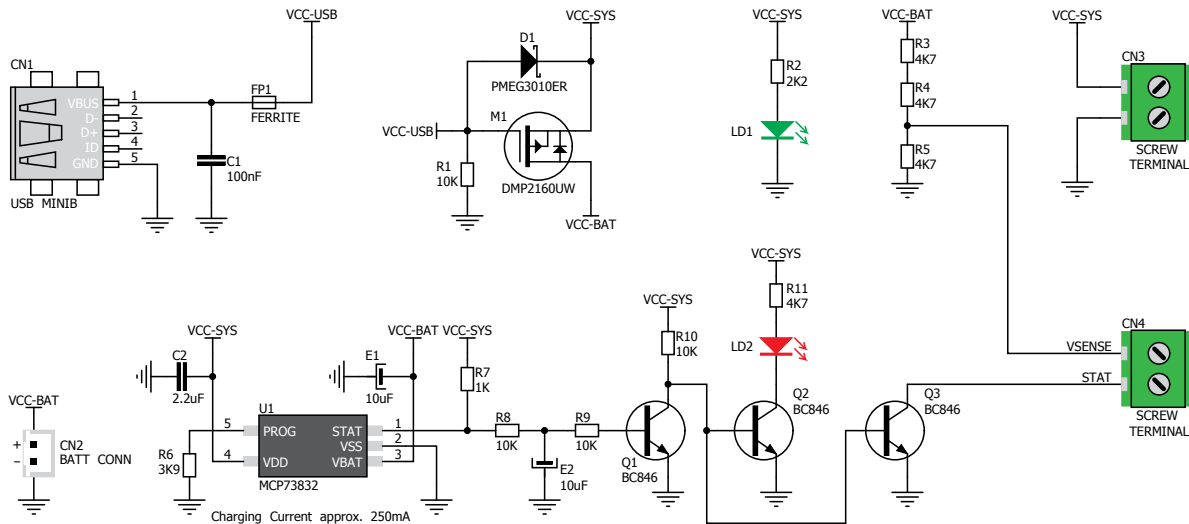 VCC-USB
CN1
VBUS
D-
D+
ID
GND
1
2
3
4
5
USB MINIB
FP1
FERRITE
C1
100nF
VCC-SYS
D1
PMEG3010ER
M1
VCC-USB
R1
10K
DMP2160UW
VCC-BAT
VCC-SYS
R2
2K2
LD1
VCC-BAT
R3
4K7
R4
4K7
R5
4K7
VCC-SYS
CN3
SCREW
TERMINAL
VCC-BAT
+
-
CN2
BATT CONN
VCC-SYS
C2
2.2uF
R6
3K9
U1
5
PROG
4
VDD
STAT
1
VSS
2
VBAT
3
MCP73832
Charging Current approx. 250mA
VCC-BAT
E1
10uF
VCC-SYS
R7
1K
R8
10K
E2
10uF
R9
10K
VCC-SYS
R10
10K
Q1
BC846
VCC-SYS
R11
4K7
LD2
Q2
BC846
Q3
BC846
CN4
VSENSE
STAT
SCREW
TERMINAL